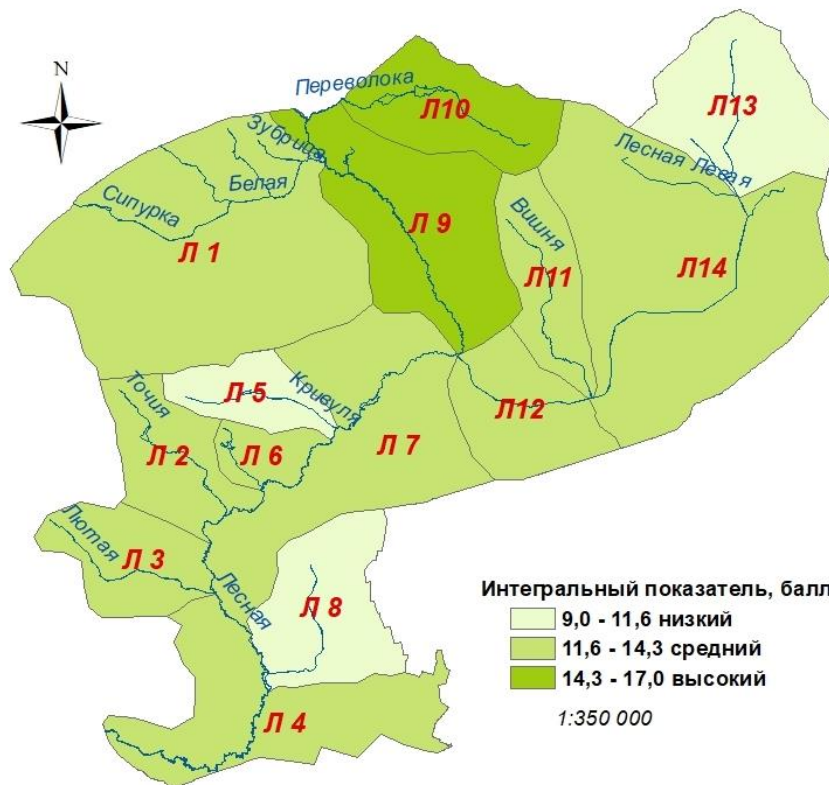 N
Переволока
Л13
Л10
Зубрица
Лесная Левая
Белая
Сипурка
Вишня
Л 9
Л 1
Л11
Л14
Точия
Л 5
Кривуля
Л12
Л 2
Л 6
Л 7
Лютая
Л 3
Лесная
Л 8
Интегральный показатель, балл
9,0 - 11,6 низкий
11,6 - 14,3 средний
14,3 - 17,0 высокий
Л 4
1:350 000